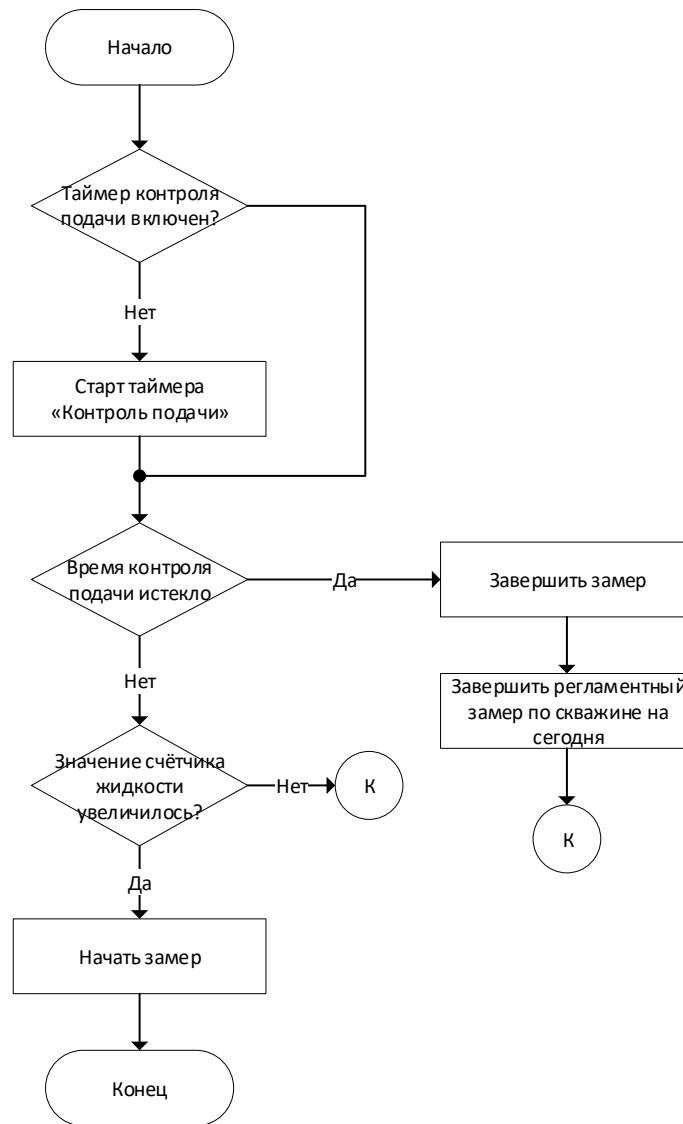 Начало
Таймер контроля
подачи включен?
Нет
Старт таймера
«Контроль подачи»
Время контроля
подачи истекло
Да
Завершить замер
Нет
Завершить регламентный
замер по скважине на
сегодня
Значение счётчика
жидкости
увеличилось?
Нет
К
К
Да
Начать замер
Конец